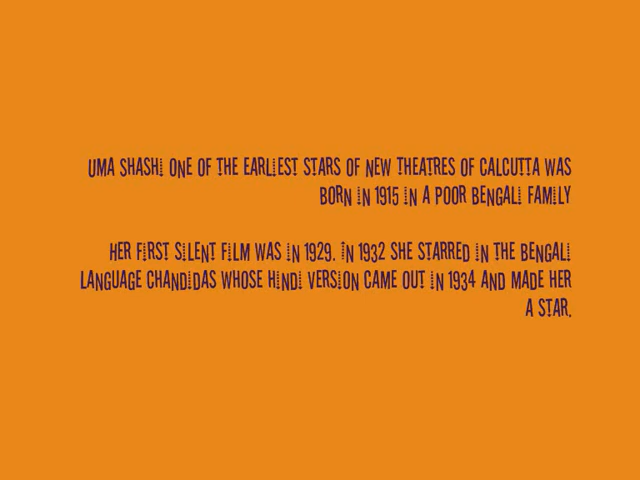 UMA SHASHI ONE OF THE EARLIEST STARS OF NEW THEATRES OF CALCUTTA WAS
BORN IN 1915 IN A POOR BENGALI FAMILY
HER FIRST SILENT FILM WAS IN 1929. IN 1932 SHE STARRED IN THE BENGALI
LANGUAGE CHANDIDAS WHOSE HINDI VERSION CAME OUT IN 1934 AND MADE HER
A STAR.